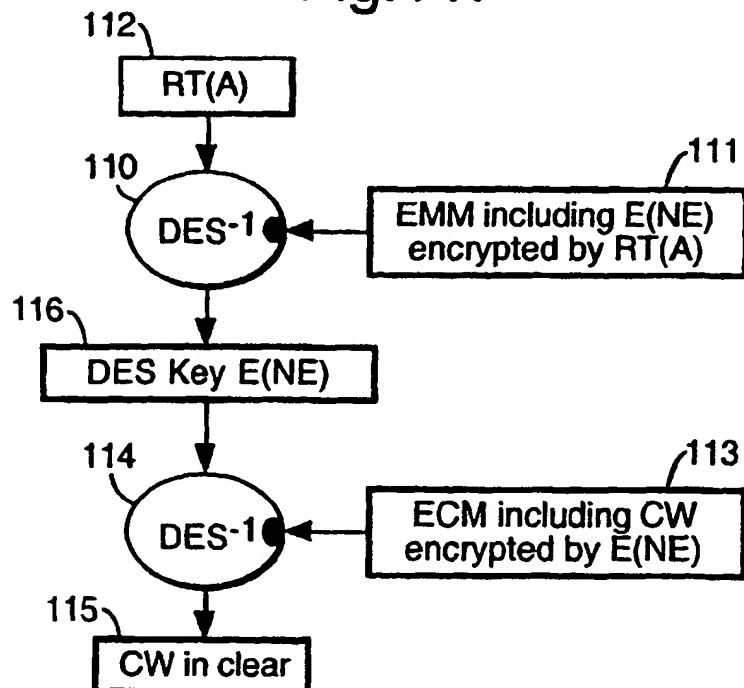 112
RT(A)
110
DES-1
111
EMM including E(NE)
encrypted by RT(A)
116
DES Key E(NE)
114
DES-1
113
ECM including CW
encrypted by E(NE)
115
CW in clear